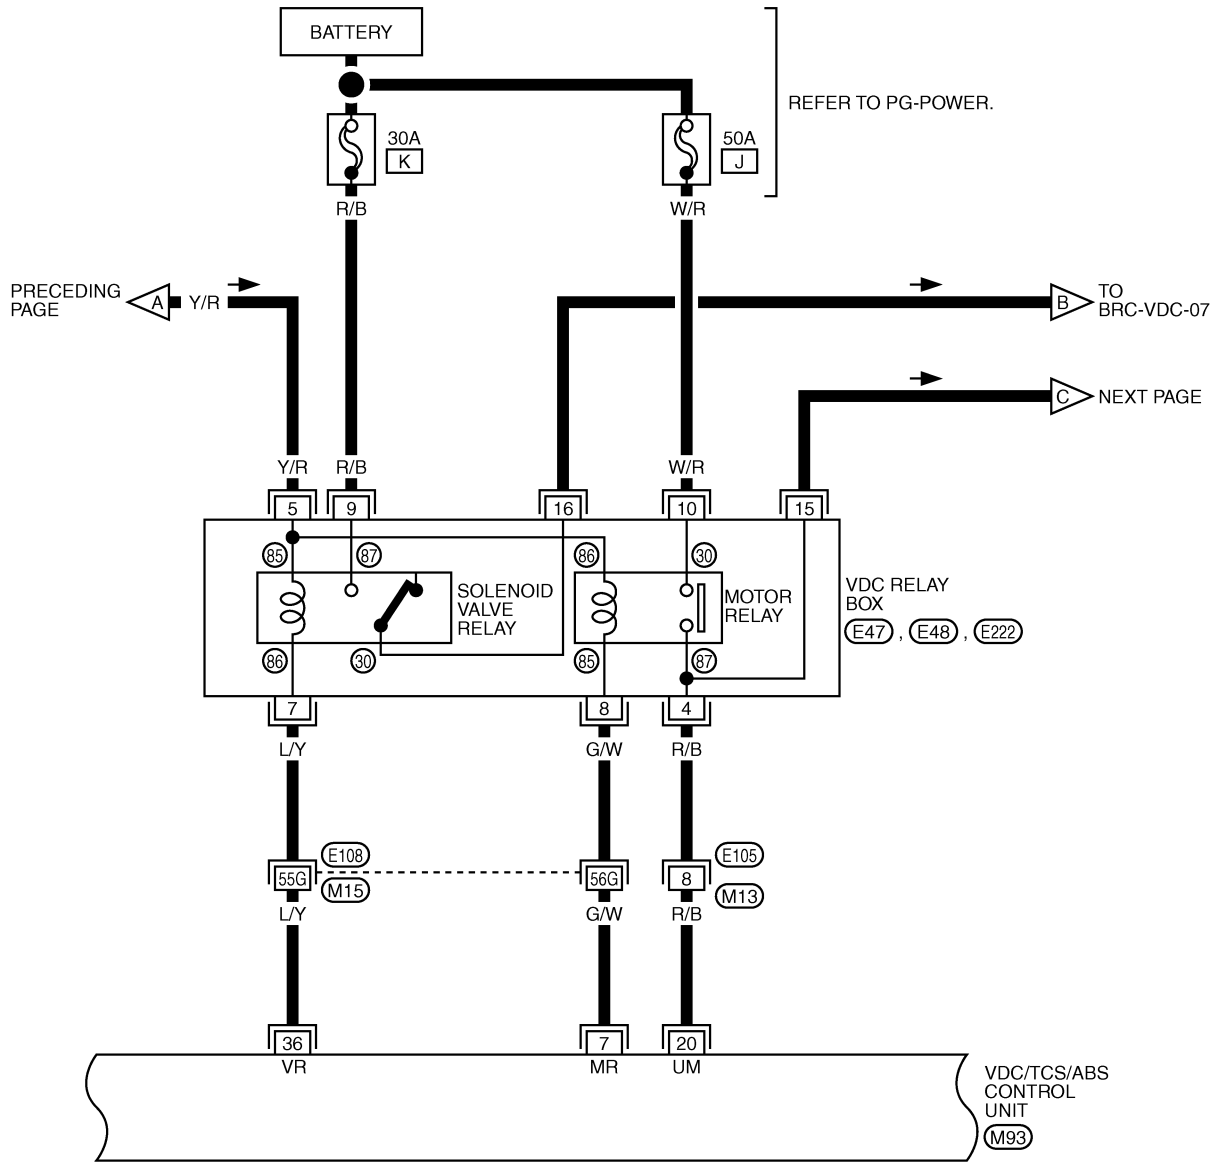 BATTERY
REFER TO PG-POWER.
30A
K
50A
J
R/B
W/R
PRECEDING
PAGE
A
Y/R
B
TO
BRC-VDC-07
C
NEXT PAGE
Y/R
R/B
W/R
5
9
16
10
15
85
87
86
30
SOLENOID
VALVE
RELAY
MOTOR
RELAY
VDC RELAY
BOX
E47 , E48 , E222
86
30
85
87
7
8
4
L/Y
G/W
R/B
E108
E105
55G
56G
8
M15
M13
L/Y
G/W
R/B
36
7
20
VR
MR
UM
VDC/TCS/ABS
CONTROL
UNIT
M93